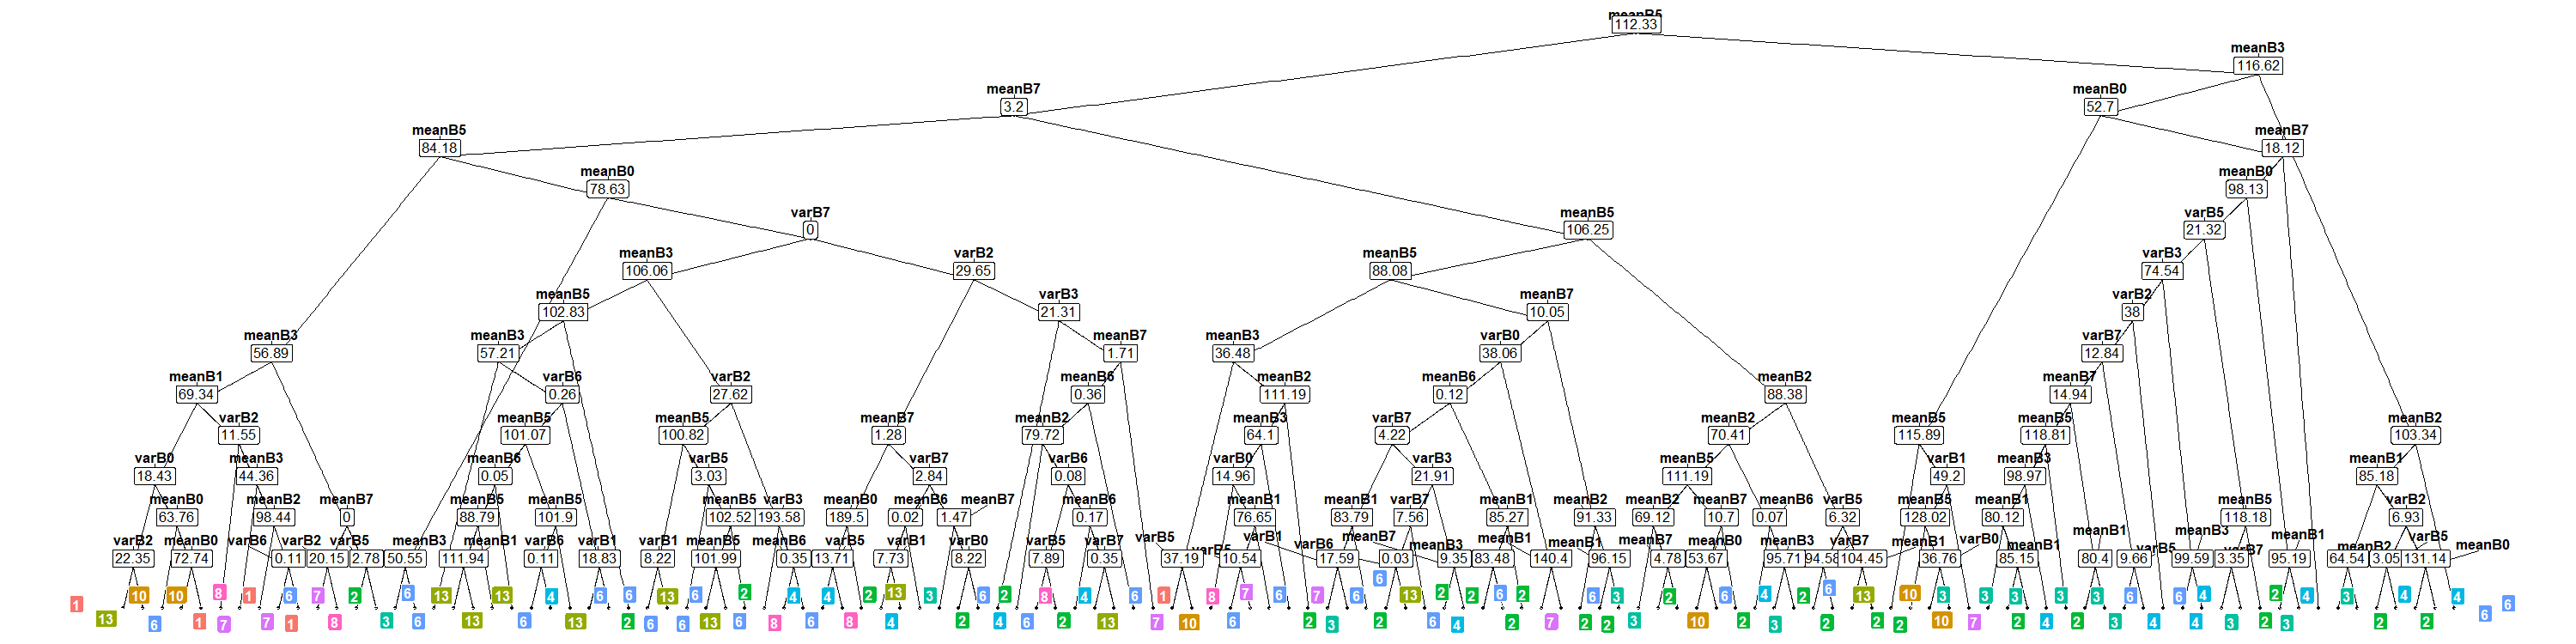 meanB5
112.33
meanB3
116.62
meanB7
3.2
meanB0
52.7
meanB5
84.18
meanB7
18.12
meanB0
78.63
meanB0
98.13
varB7
0
meanB5
106.25
varB5
21.32
meanB3
106.06
varB2
29.65
meanB5
88.08
varB3
74.54
meanB5
102.83
varB3
21.31
meanB7
10.05
varB2
38
meanB3
56.89
meanB3
57.21
meanB7
1.71
meanB3
36.48
varB0
38.06
varB7
12.84
meanB1
69.34
varB6
0.26
varB2
27.62
meanB6
0.36
meanB2
111.19
meanB6
0.12
meanB2
88.38
meanB7
14.94
varB2
11.55
meanB5
101.07
meanB5
100.82
meanB7
1.28
meanB2
79.72
meanB3
64.1
varB7
4.22
meanB2
70.41
meanB5
115.89
meanB5
118.81
meanB2
103.34
varB0
18.43
meanB3
44.36
meanB6
0.05
varB5
3.03
varB7
2.84
varB6
0.08
varB0
14.96
varB3
21.91
meanB5
111.19
varB1
49.2
meanB3
98.97
meanB1
85.18
meanB0
63.76
meanB2
98.44
meanB7
0
meanB5
88.79
meanB5
101.9
meanB5
102.52
varB3
193.58
meanB0
189.5
meanB6
0.02
meanB7
1.47
meanB6
0.17
meanB1
76.65
meanB1
83.79
varB7
7.56
meanB1
85.27
meanB2
91.33
meanB2
69.12
meanB7
10.7
meanB6
0.07
varB5
6.32
meanB5
128.02
meanB1
80.12
meanB5
118.18
varB2
6.93
varB2
22.35
meanB0
72.74
varB6
varB2
0.11
20.15
varB5
2.78
50.55
meanB3
111.94
meanB1
varB6
0.11
varB1
18.83
varB1
8.22
meanB5
101.99
meanB6
0.35
varB5
13.71
7.73
varB1
varB0
8.22
varB5
7.89
varB7
0.35
varB5
37.19
varB5
10.54
varB1
varB6
17.59
meanB7
0.03
meanB3
9.35
meanB1
83.48
140.4
meanB1
96.15
meanB7
4.78
meanB0
53.67
95.71
94.58
varB7
104.45
meanB1
36.76
varB0
meanB1
85.15
meanB1
80.4
varB5
9.66
meanB3
99.59
varB7
3.35
meanB1
95.19
meanB2
64.54
3.05
varB5
131.14
meanB0
1
13
10
6
10
1
8
7
1
7
6
1
7
8
2
3
6
6
13
13
13
6
4
13
6
6
2
6
13
6
13
2
6
8
4
6
4
8
2
13
4
3
2
6
2
4
6
8
2
4
13
6
7
1
10
8
7
6
6
7
2
3
6
6
2
13
2
6
2
4
6
2
2
7
6
2
3
2
3
2
10
6
2
4
3
2
6
2
13
2
2
10
3
10
7
3
3
2
3
4
3
2
3
6
3
4
6
4
4
6
2
2
4
3
3
4
2
4
2
4
6
6